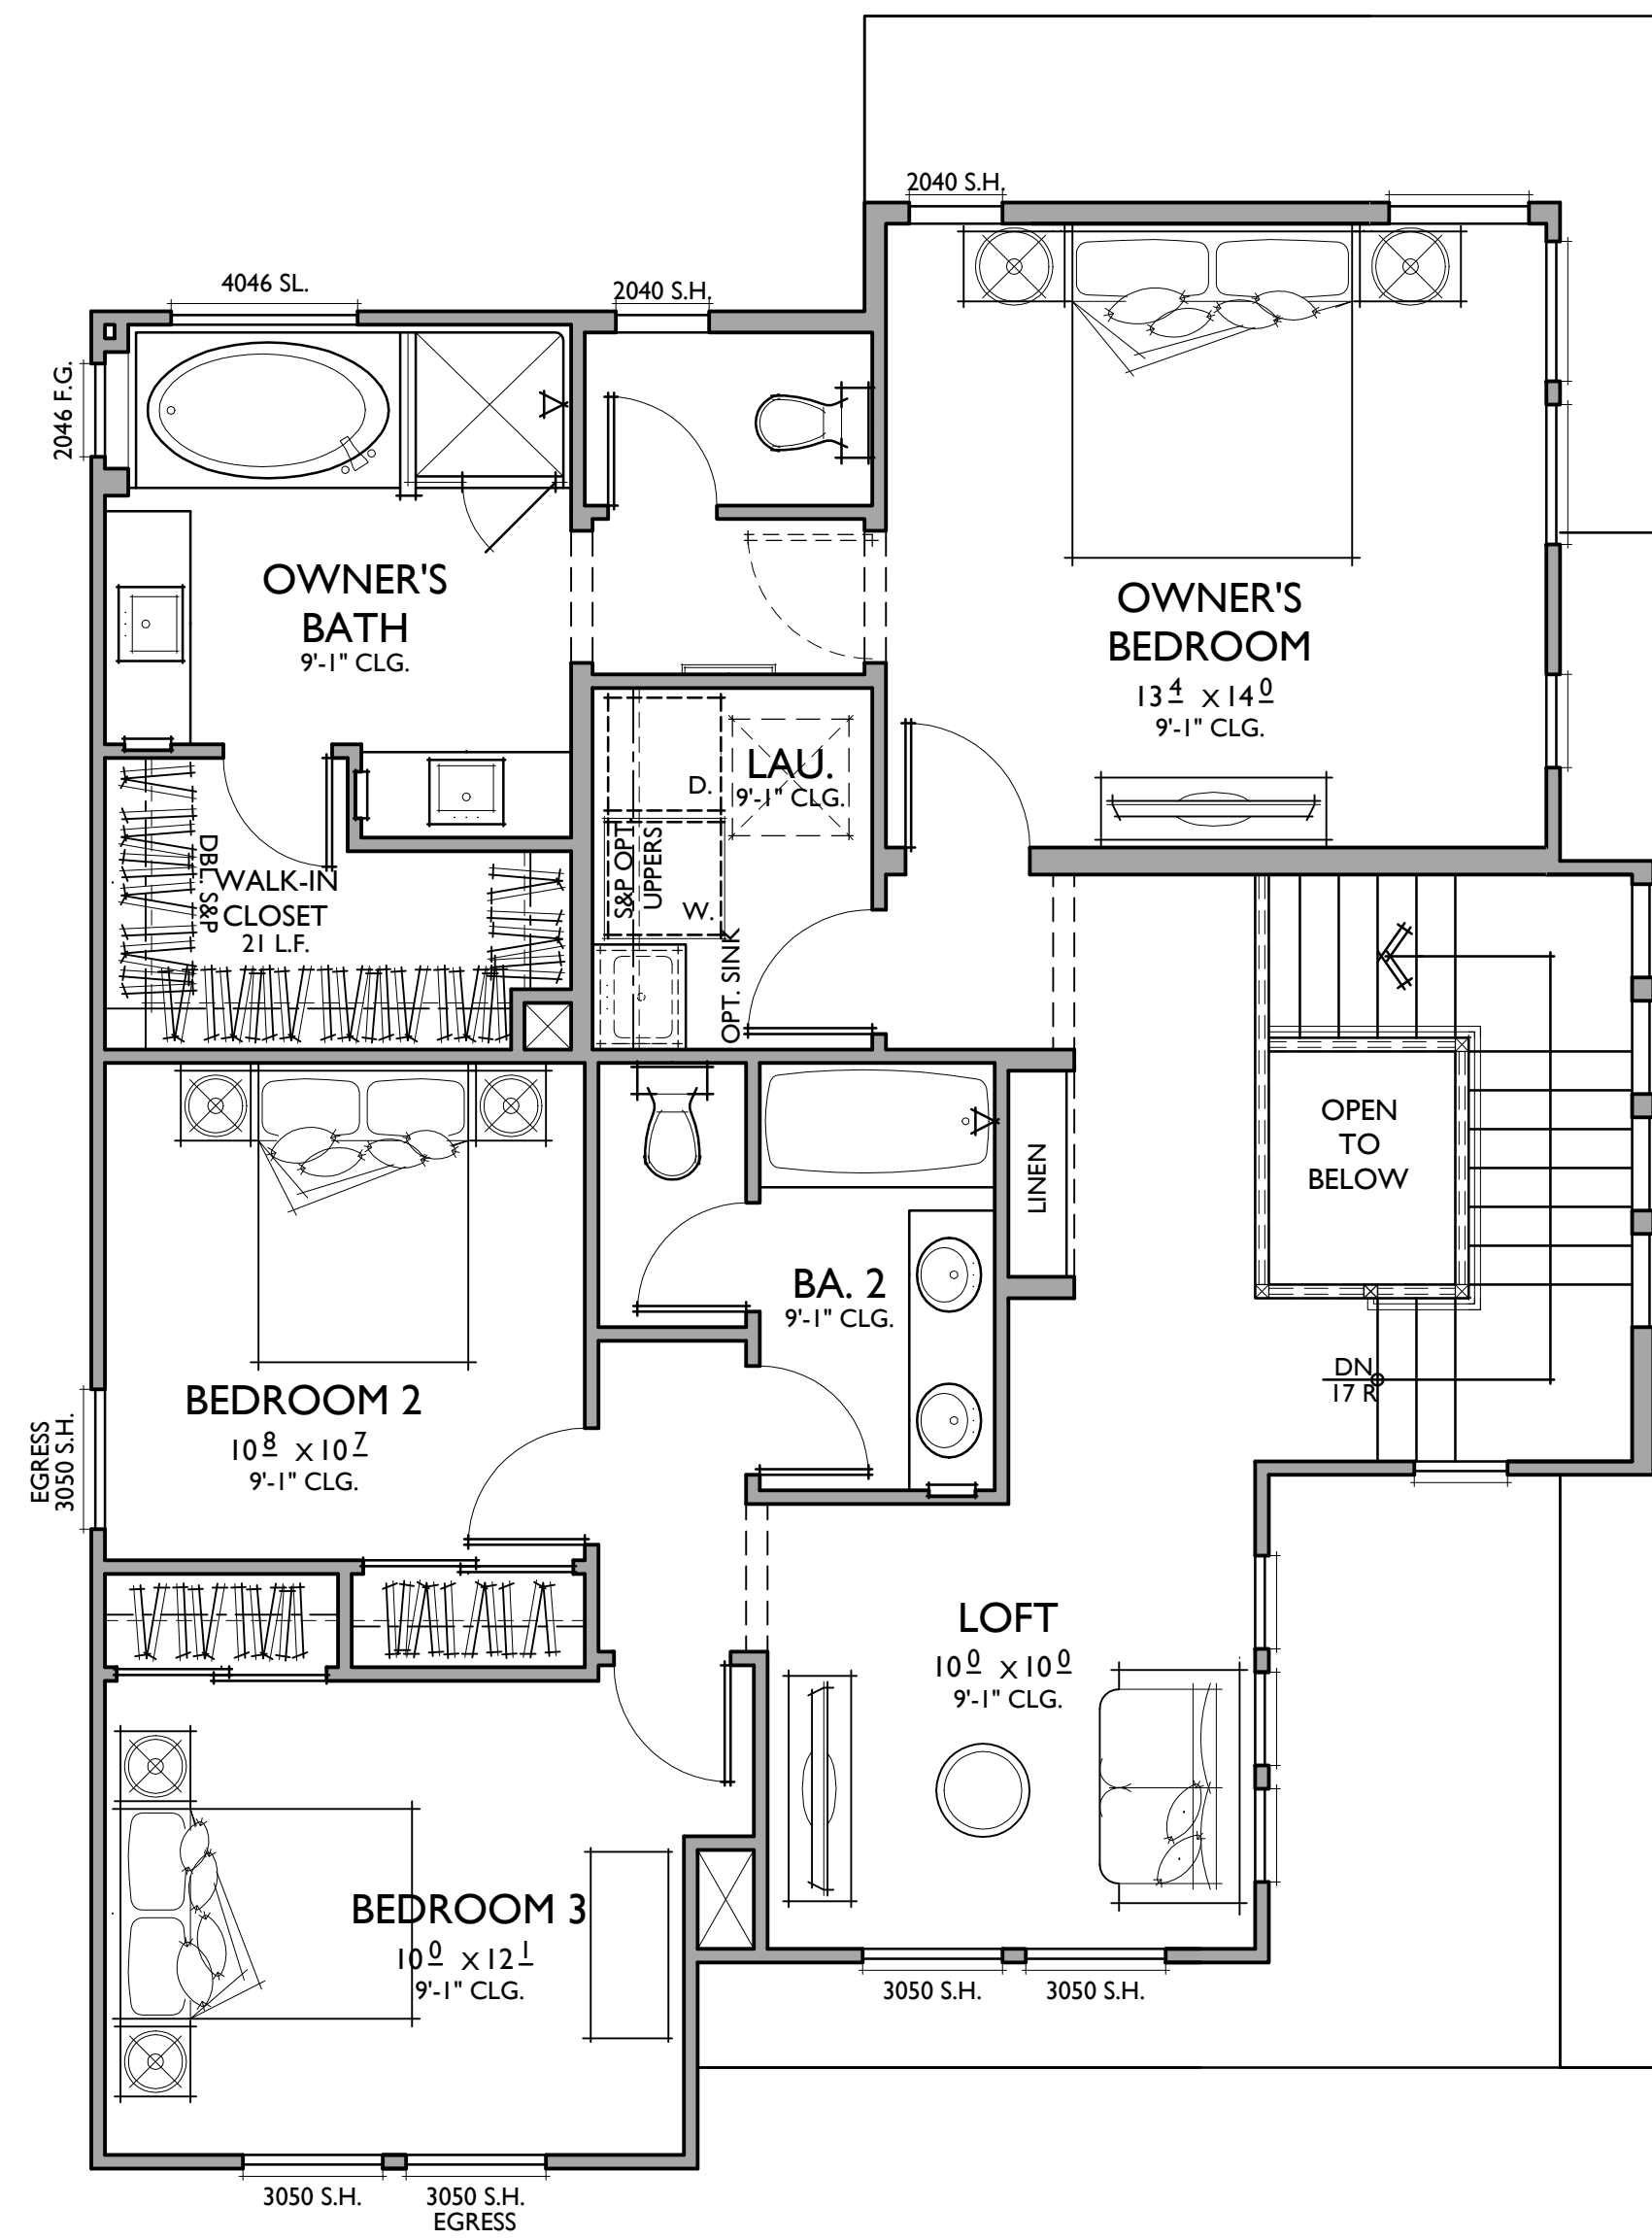 2040 S.H.
4046 SL.
2040 S.H.
2046 F.G.
OWNER'S
BATH
9'-1" CLG.
OWNER'S
BEDROOM
13 4 X 14 0
9'-1" CLG.
LAU.
9'-1" CLG.
D.
S&P OPT
UPPERS
W.
OPT. SINK
DBL. S&P
WALK-IN
CLOSET
21 L.F.
OPEN
TO
BELOW
LINEN
BA. 2
9'-1" CLG.
DN
17 R
BEDROOM 2
10 8 X 10 7
9'-1" CLG.
EGRESS
3050 S.H.
LOFT
10 0 X 10 0
9'-1" CLG.
BEDROOM 3
10 0 X 12 1
9'-1" CLG.
3050 S.H.
3050 S.H.
3050 S.H.
3050 S.H.
EGRESS